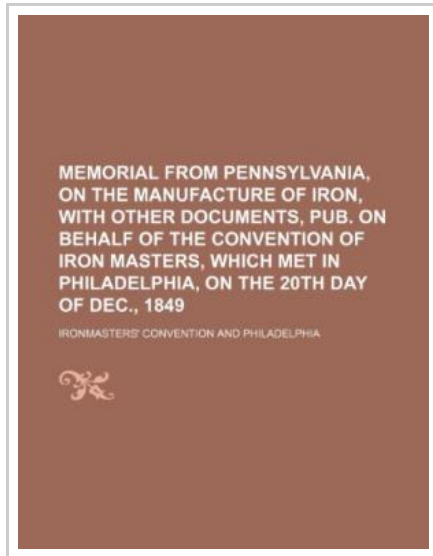 MEMORIAL FROM PENNSYLVANIA,
ON THE MANUFACTURE OF IRON,
WITH OTHER DOCUMENTS, PUB. ON
BEHALF OF THE CONVENTION OF
IRON MASTERS, WHICH MET IN
PHILADELPHIA, ON THE 20TH DAY
OF DEC., 1849
IRONMASTERS' CONVENTION AND PHILADELPHIA